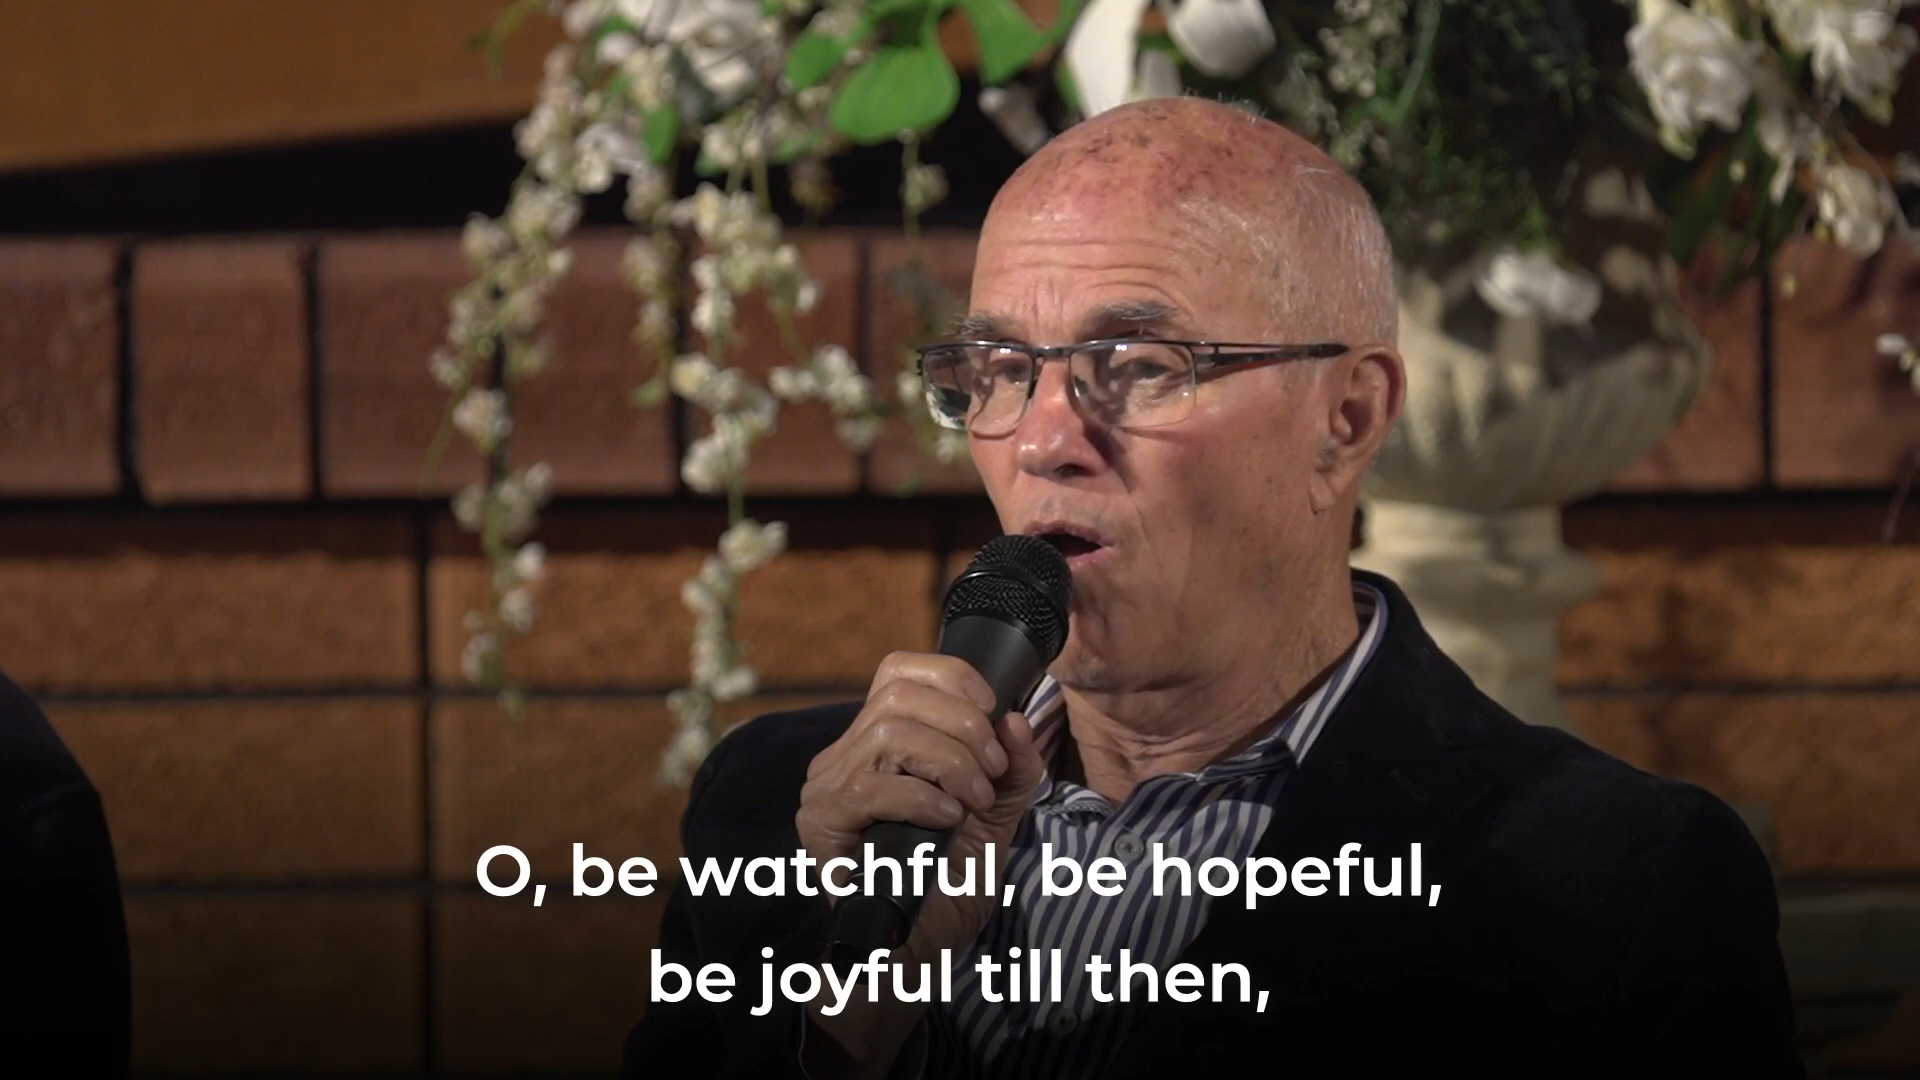 O, be watchful, be hopeful,
be joyful till then,